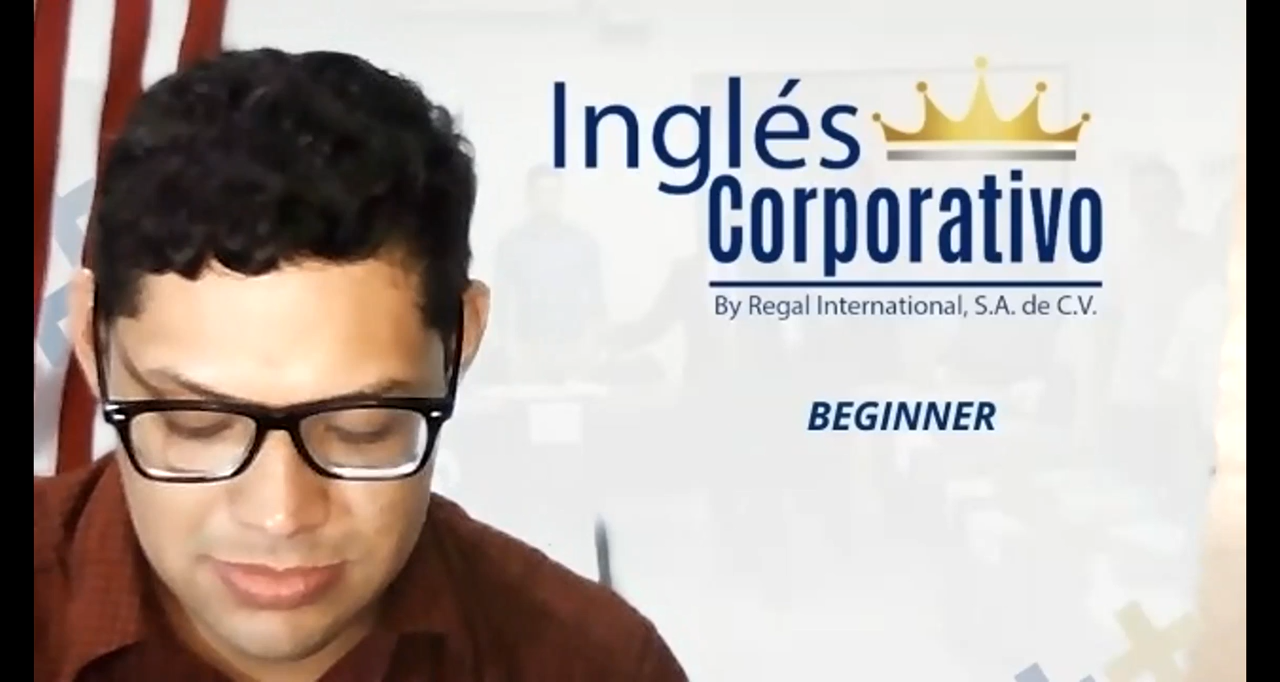 Inglés
Corporativo
By Regal International, S.A. de C.V.
BEGINNER